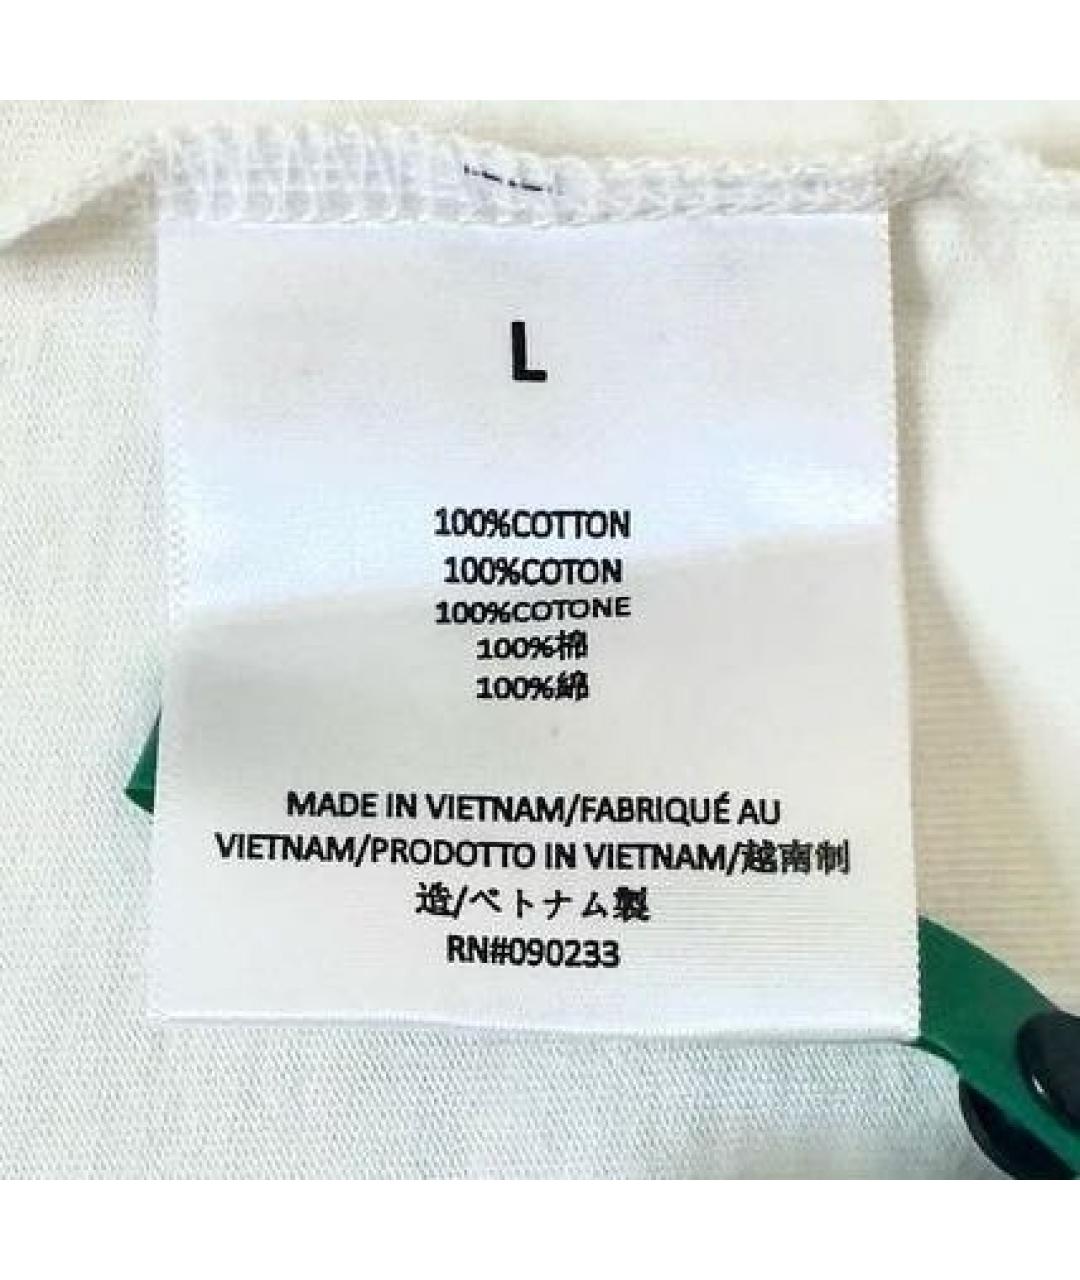 L
100%COTTON
100%COTON
100%COTONE
100%棉
100%綿
MADE IN VIETNAM/FABRIQUÉ AU
VIETNAM/PRODOTTO IN VIETNAM/越南制
造/ベトナム製
RN#090233